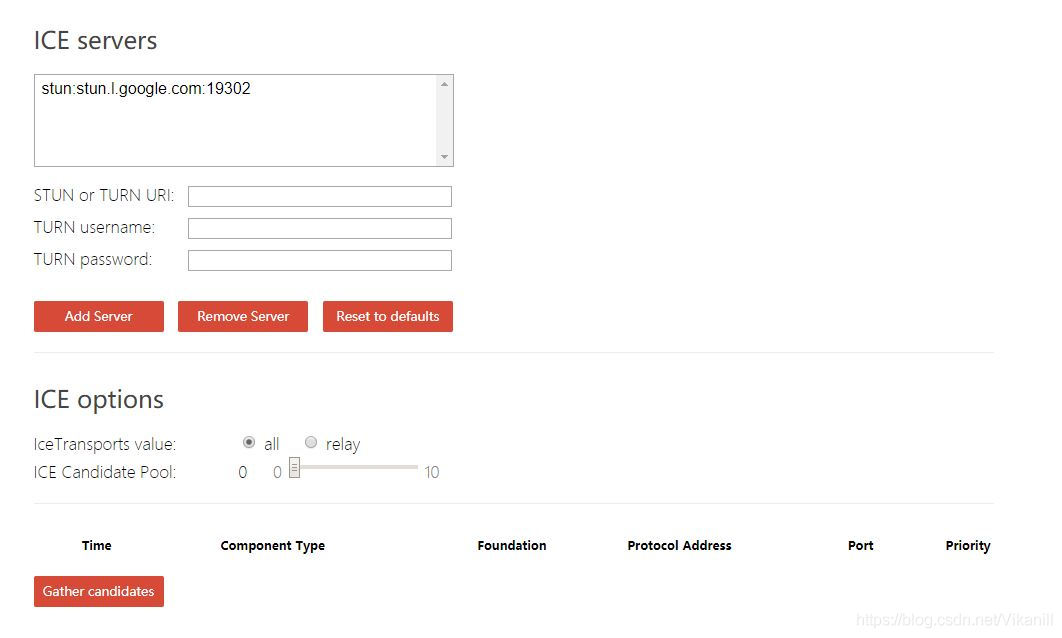 ICE servers
stun:stun.l.google.com:19302
STUN or TURN URI:
TURN username:
TURN password:
Add Server Remove Server Reset to defaults
ICE options
IceTransports value: all relay
ICE Candidate Pool: 0 0 10
Time Component Type Foundation Protocol Address Port Priority
Gather candidates
https://blog.csdn.net/Vikanill